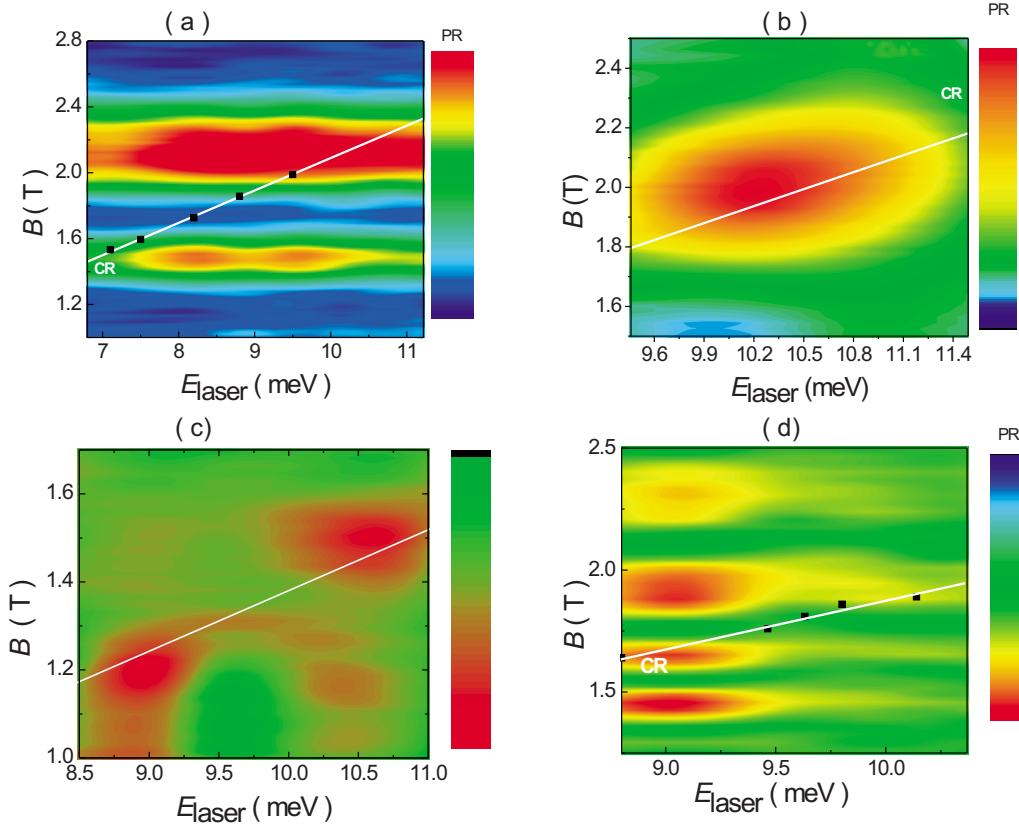 ( a )
PR
2.8
2.4
2.0
1.6
1.2
B ( T )
CR
7 8 9 10 11
E laser ( meV )
(b)
PR
2.4
2.2
2.0
1.8
1.6
B (T)
CR
9.6 9.9 10.2 10.5 10.8 11.1 11.4
E laser (meV)
( c )
1.6
1.4
1.2
1.0
B ( T )
8.5 9.0 9.5 10.0 10.5 11.0
E laser ( meV )
( d)
PR
2.5
2.0
1.5
B ( T )
CR
9.0 9.5 10.0
E laser ( meV )